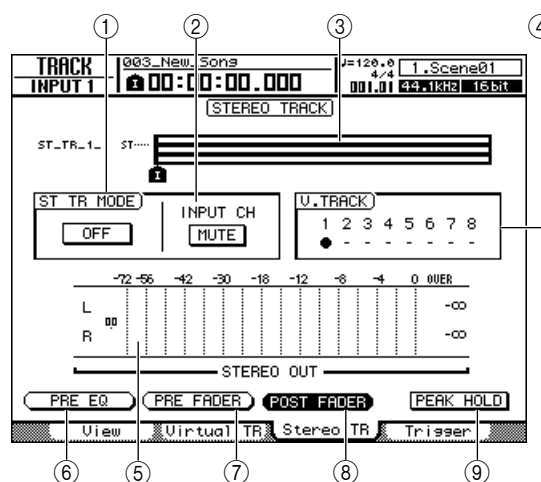 ① ② ③ ④
TRACK 003_New_Song ♩=120.0 4/4 1.Scene01
INPUT 1 00:00:00.000 001.01 44.1kHz 16bit
STEREO TRACK
ST_TR_1_ ST
I
ST TR MODE
OFF
INPUT CH
MUTE
V.TRACK
1 2 3 4 5 6 7 8
● - - - - - - -
-72 -56 -42 -30 -18 -12 -8 -4 0 OVER
L -∞
00
R -∞
STEREO OUT
PRE EQ PRE FADER POST FADER PEAK HOLD
View Virtual TR Stereo TR Trigger
⑥ ⑤ ⑦ ⑧ ⑨